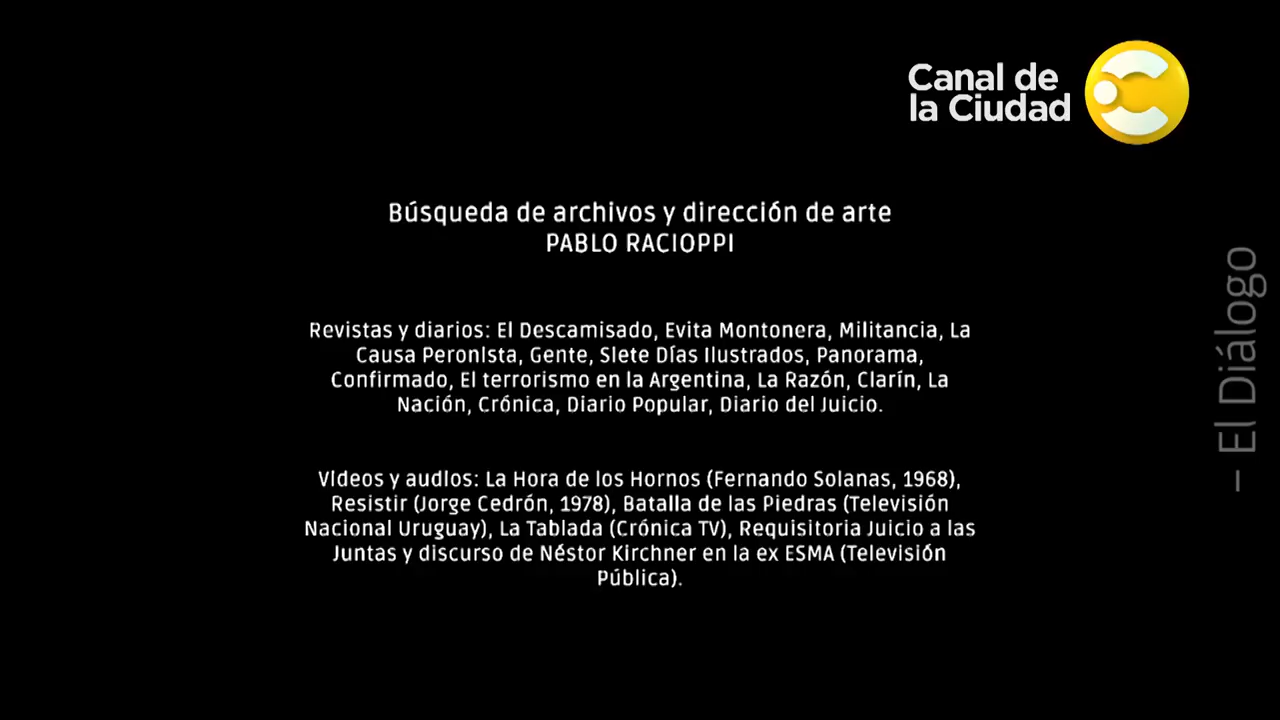 Canal de
la Ciudad
Búsqueda de archivos y dirección de arte
PABLO RACIOPPI
Revistas y diarios: El Descamisado, Evita Montonera, Militancia, La
Causa Peronista, Gente, Siete Días Ilustrados, Panorama,
Confirmado, El terrorismo en la Argentina, La Razón, Clarín, La
Nación, Crónica, Diario Popular, Diario del Juicio.
Videos y audios: La Hora de los Hornos (Fernando Solanas, 1968),
Resistir (Jorge Cedrón, 1978), Batalla de las Piedras (Televisión
Nacional Uruguay), La Tablada (Crónica TV), Requisitoria Juicio a las
Juntas y discurso de Néstor Kirchner en la ex ESMA (Televisión
Pública).
– El Diálogo